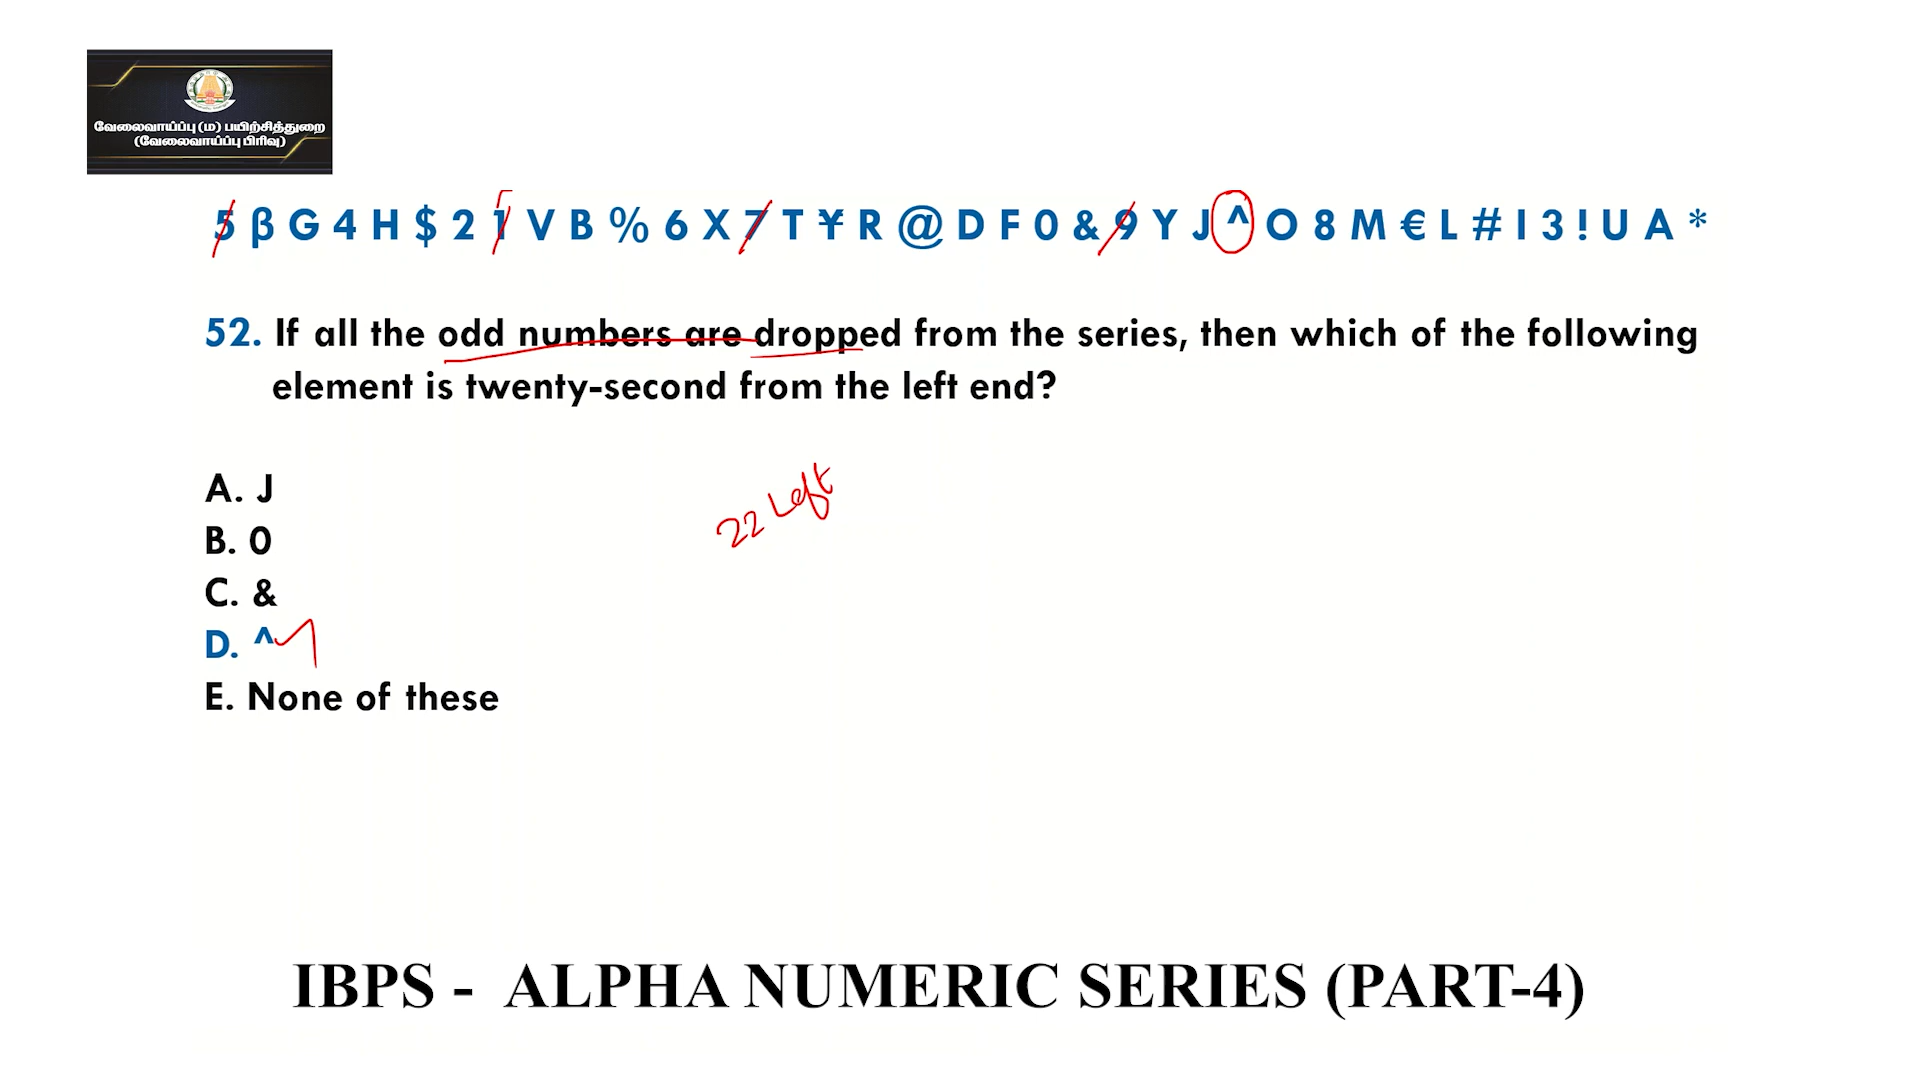 வேலைவாய்ப்பு (ம) பயிற்சித்துறை
(வேலைவாய்ப்பு பிரிவு)
5 β G 4 H $ 2 1 V B % 6 X 7 T ¥ R @ D F 0 & 9 Y J ^ O 8 M € L # I 3 ! U A *
52. If all the odd numbers are dropped from the series, then which of the following
element is twenty-second from the left end?
A. J
B. 0
C. &
22 Left
D. ^
E. None of these
IBPS - ALPHA NUMERIC SERIES (PART-4)